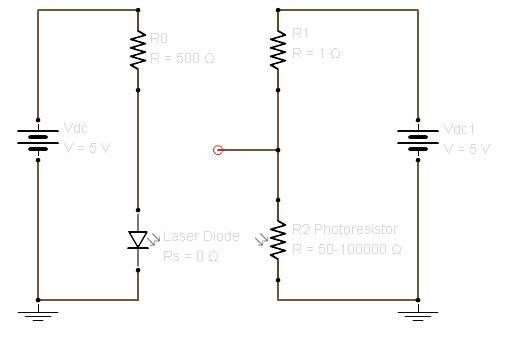 R0
R = 500 Ω
R1
R = 1 Ω
Vdc
V = 5 V
Vdc1
V = 5 V
Laser Diode
Rs = 0 Ω
R2 Photoresistor
R = 50-100000 Ω